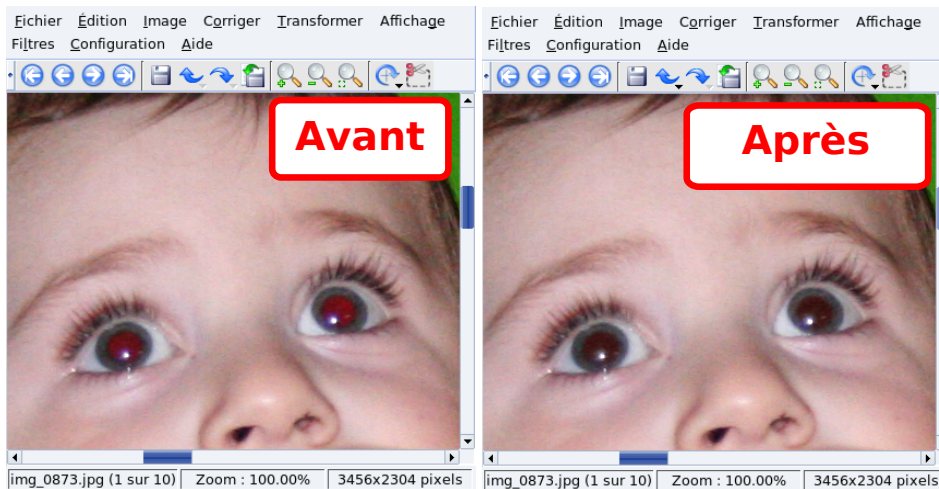 Fichier Édition Image Corriger Transformer Affichage
Filtres Configuration Aide
Avant
img_0873.jpg (1 sur 10) Zoom : 100.00% 3456x2304 pixels
Fichier Édition Image Corriger Transformer Affichage
Filtres Configuration Aide
Après
img_0873.jpg (1 sur 10) Zoom : 100.00% 3456x2304 pixels